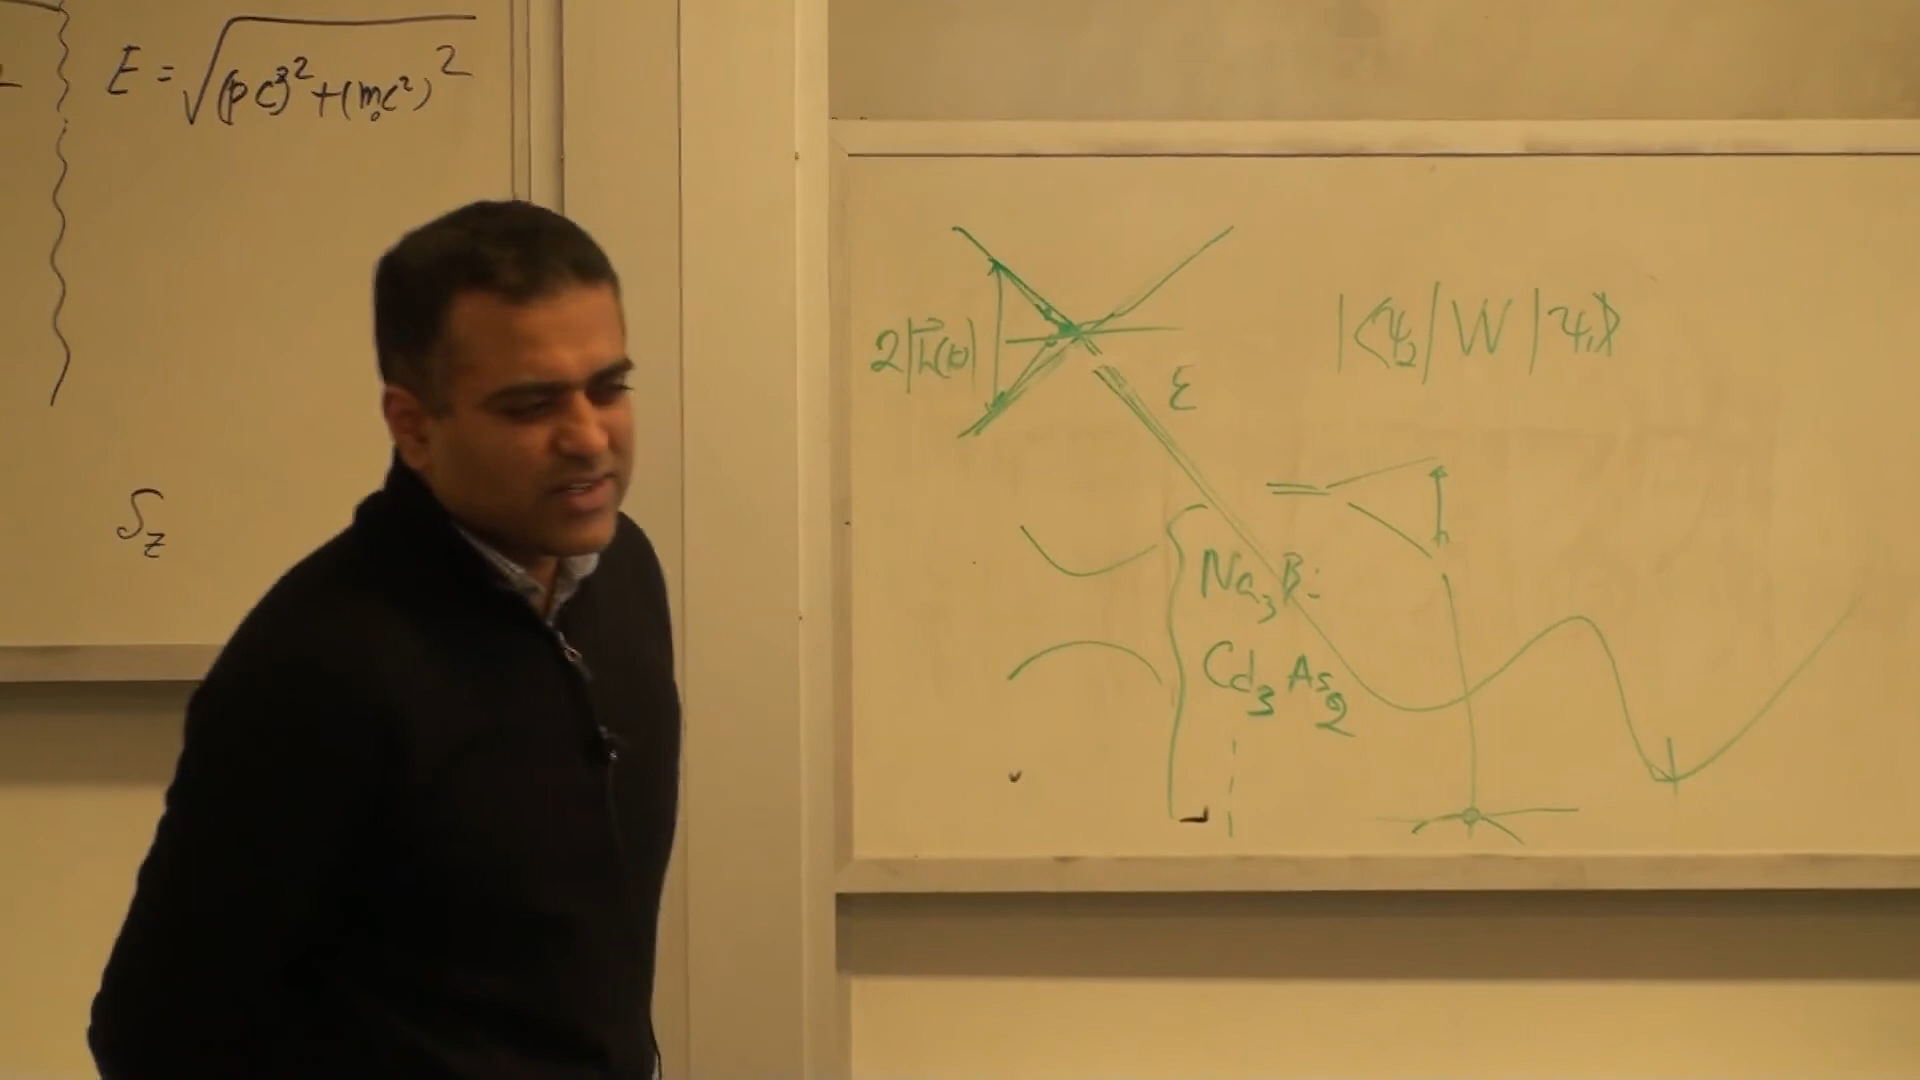 E = √(pc)² + (m₀c²)²
S_z
2|h⃗(k)|
ε
|⟨ψ₂|W|ψ₁⟩|
Na₃Bi
Cd₃As₂